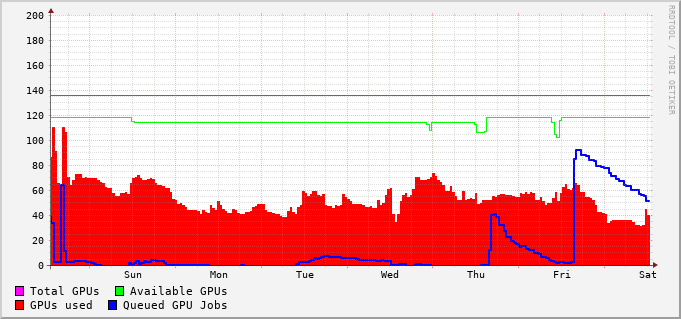 RRDTOOL / TOBI OETIKER
200
180
160
140
120
100
80
60
40
20
0
Sun Mon Tue Wed Thu Fri Sat
Total GPUs Available GPUs
GPUs used Queued GPU Jobs